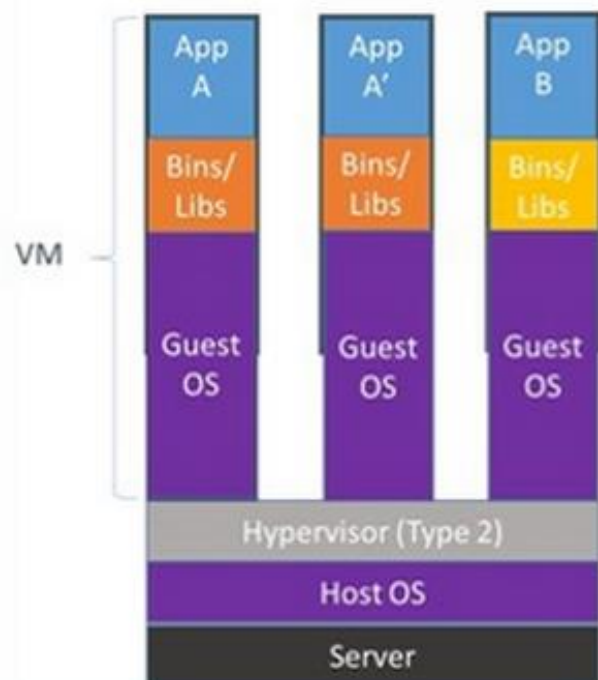 App
A
App
A’
App
B
Bins/
Libs
Bins/
Libs
Bins/
Libs
VM
Guest
OS
Guest
OS
Guest
OS
Hypervisor (Type 2)
Host OS
Server